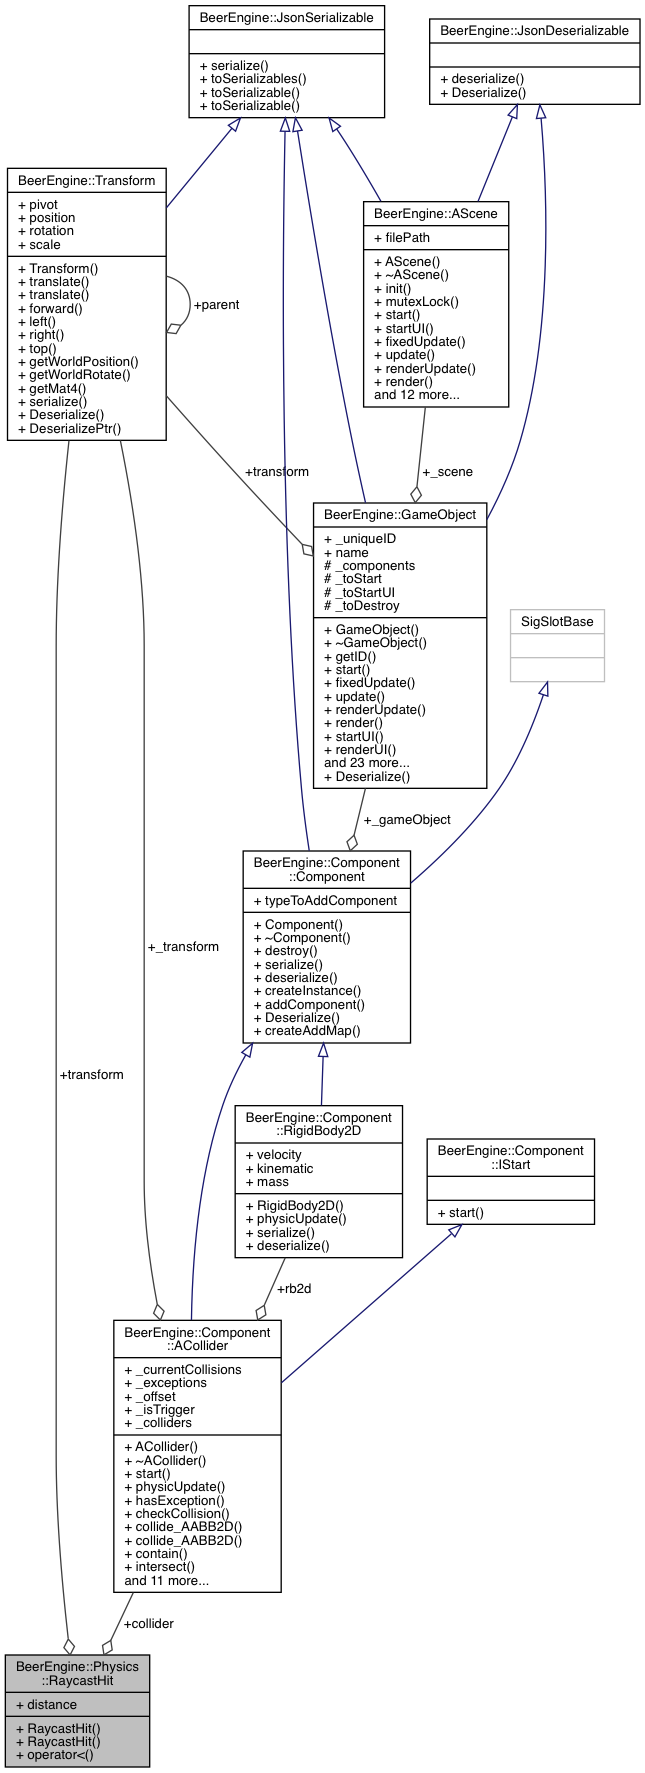 BeerEngine::JsonSerializable
+ serialize()
+ toSerializables()
+ toSerializable()
+ toSerializable()
BeerEngine::JsonDeserializable
+ deserialize()
+ Deserialize()
BeerEngine::Transform
+ pivot
+ position
+ rotation
+ scale
+ Transform()
+ translate()
+ translate()
+ forward()
+ left()
+ right()
+ top()
+ getWorldPosition()
+ getWorldRotate()
+ getMat4()
+ serialize()
+ Deserialize()
+ DeserializePtr()
+parent
BeerEngine::AScene
+ filePath
+ AScene()
+ ~AScene()
+ init()
+ mutexLock()
+ start()
+ startUI()
+ fixedUpdate()
+ update()
+ renderUpdate()
+ render()
and 12 more...
+transform
+_scene
BeerEngine::GameObject
+ _uniqueID
+ name
# _components
# _toStart
# _toStartUI
# _toDestroy
+ GameObject()
+ ~GameObject()
+ getID()
+ start()
+ fixedUpdate()
+ update()
+ renderUpdate()
+ render()
+ startUI()
+ renderUI()
and 23 more...
+ Deserialize()
SigSlotBase
+_gameObject
BeerEngine::Component
::Component
+ typeToAddComponent
+ Component()
+ ~Component()
+ destroy()
+ serialize()
+ deserialize()
+ createInstance()
+ addComponent()
+ Deserialize()
+ createAddMap()
+_transform
+transform
BeerEngine::Component
::RigidBody2D
+ velocity
+ kinematic
+ mass
+ RigidBody2D()
+ physicUpdate()
+ serialize()
+ deserialize()
BeerEngine::Component
::IStart
+ start()
+rb2d
BeerEngine::Component
::ACollider
+ _currentCollisions
+ _exceptions
+ _offset
+ _isTrigger
+ _colliders
+ ACollider()
+ ~ACollider()
+ start()
+ physicUpdate()
+ hasException()
+ checkCollision()
+ collide_AABB2D()
+ collide_AABB2D()
+ contain()
+ intersect()
and 11 more...
+collider
BeerEngine::Physics
::RaycastHit
+ distance
+ RaycastHit()
+ RaycastHit()
+ operator<()